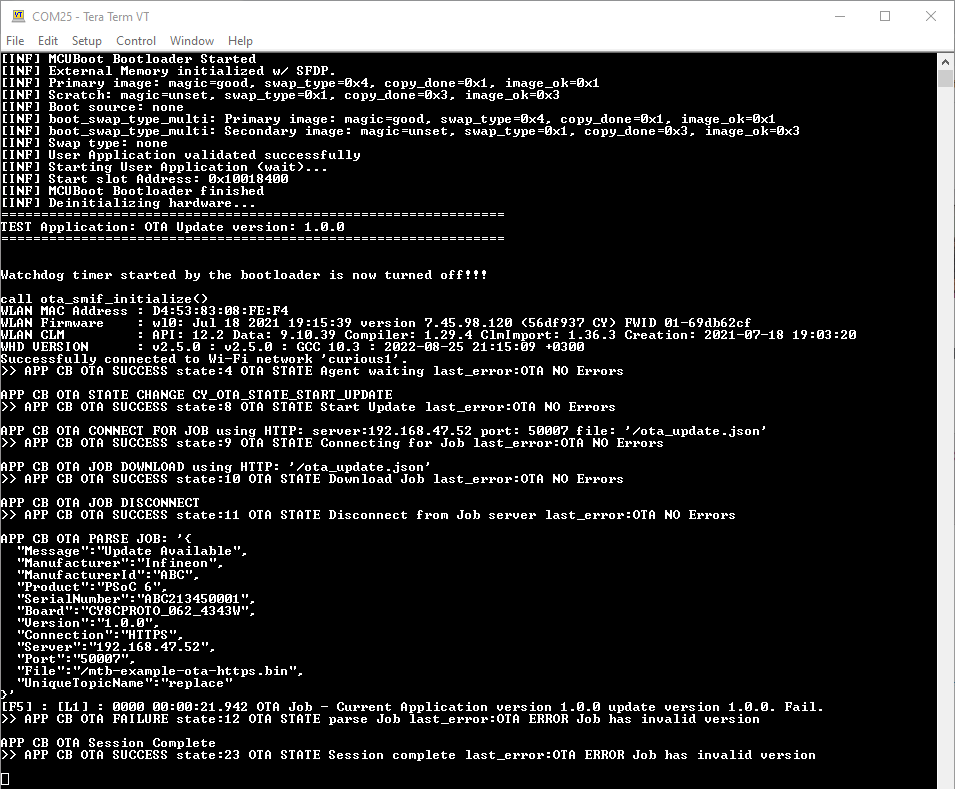 COM25 - Tera Term VT
File Edit Setup Control Window Help
[INF] MCUBoot Bootloader Started
[INF] External Memory initialized w/ SFDP.
[INF] Primary image: magic=good, swap_type=0x4, copy_done=0x1, image_ok=0x1
[INF] Scratch: magic=unset, swap_type=0x1, copy_done=0x3, image_ok=0x3
[INF] Boot source: none
[INF] boot_swap_type_multi: Primary image: magic=good, swap_type=0x4, copy_done=0x1, image_ok=0x1
[INF] boot_swap_type_multi: Secondary image: magic=unset, swap_type=0x1, copy_done=0x3, image_ok=0x3
[INF] Swap type: none
[INF] User Application validated successfully
[INF] Starting User Application (wait)...
[INF] Start slot Address: 0x10018400
[INF] MCUBoot Bootloader finished
[INF] Deinitializing hardware...
===============================================================
TEST Application: OTA Update version: 1.0.0
===============================================================
Watchdog timer started by the bootloader is now turned off!!!
call ota_smif_initialize()
WLAN MAC Address : D4:53:83:08:FE:F4
WLAN Firmware    : wl0: Jul 18 2021 19:15:39 version 7.45.98.120 (56df937 CY) FWID 01-69db62cf
WLAN CLM         : API: 12.2 Data: 9.10.39 Compiler: 1.29.4 ClmImport: 1.36.3 Creation: 2021-07-18 19:03:20
WHD VERSION      : v2.5.0 : v2.5.0 : GCC 10.3 : 2022-08-25 21:15:09 +0300
Successfully connected to Wi-Fi network 'curious1'.
>> APP CB OTA SUCCESS state:4 OTA STATE Agent waiting last_error:OTA NO Errors
APP CB OTA STATE CHANGE CY_OTA_STATE_START_UPDATE
>> APP CB OTA SUCCESS state:8 OTA STATE Start Update last_error:OTA NO Errors
APP CB OTA CONNECT FOR JOB using HTTP: server:192.168.47.52 port: 50007 file: '/ota_update.json'
>> APP CB OTA SUCCESS state:9 OTA STATE Connecting for Job last_error:OTA NO Errors
APP CB OTA JOB DOWNLOAD using HTTP: '/ota_update.json'
>> APP CB OTA SUCCESS state:10 OTA STATE Download Job last_error:OTA NO Errors
APP CB OTA JOB DISCONNECT
>> APP CB OTA SUCCESS state:11 OTA STATE Disconnect from Job server last_error:OTA NO Errors
APP CB OTA PARSE JOB: '{
  "Message":"Update Available",
  "Manufacturer":"Infineon",
  "ManufacturerId":"ABC",
  "Product":"PSoC 6",
  "SerialNumber":"ABC213450001",
  "Board":"CY8CPROTO_062_4343W",
  "Version":"1.0.0",
  "Connection":"HTTPS",
  "Server":"192.168.47.52",
  "Port":"50007",
  "File":"/mtb-example-ota-https.bin",
  "UniqueTopicName":"replace"
}'
[F5] : [L1] : 0000 00:00:21.942 OTA Job - Current Application version 1.0.0 update version 1.0.0. Fail.
>> APP CB OTA FAILURE state:12 OTA STATE parse Job last_error:OTA ERROR Job has invalid version
APP CB OTA Session Complete
>> APP CB OTA SUCCESS state:23 OTA STATE Session complete last_error:OTA ERROR Job has invalid version